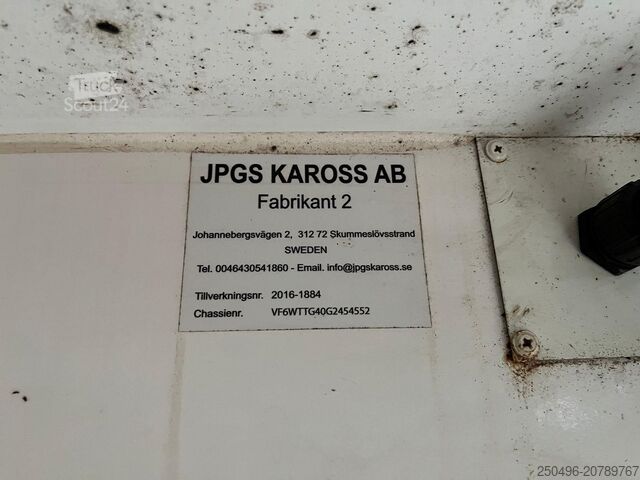 Truck
Scout24
JPGS KAROSS AB
Fabrikant 2
Johannebergsvägen 2, 312 72 Skummeslövsstrand
SWEDEN
Tel. 0046430541860 - Email. info@jpgskaross.se
Tillverkningsnr. 2016-1884
Chassienr. VF6WTTG40G2454552
250496-20789767